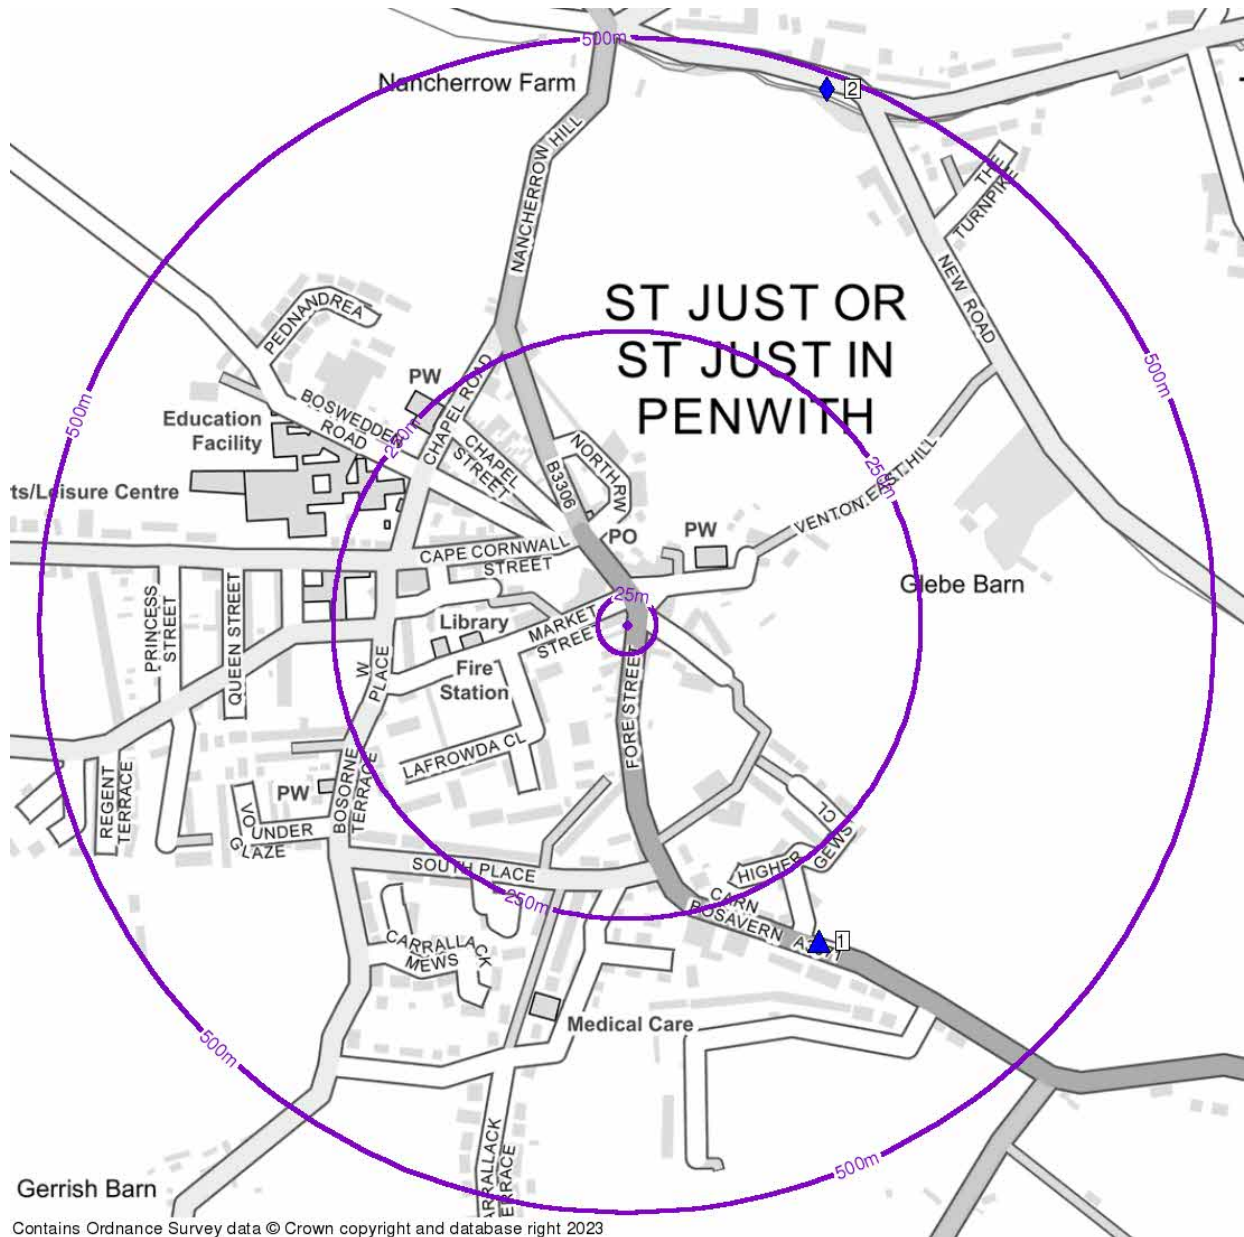 500m
Nancherrow Farm
2
NANCHERROW HILL
THE
TURNPIKE
NEW ROAD
ST JUST OR
ST JUST IN
PENWITH
PEDNANDREA
500m
500m
PW
CHAPEL ROAD
BOSWEDDEN
ROAD
250m
Education
Facility
CHAPEL
STREET
NORTH RW
B3306
250m
VENTON EAST HILL
ts/Leisure Centre
PO
PW
CAPE CORNWALL
STREET
Glebe Barn
25m
PRINCESS
STREET
QUEEN STREET
Library
MARKET
STREET
Fire
Station
W
PLACE
FORE STREET
LAFROWDA CL
REGENT
TERRACE
PW
BOSORNE
TERRACE
VOUNDER
GLAZE
CL
GEWS
HIGHER
SOUTH PLACE
250m
CARN
BOSAVERN
1
CARRALLACK
MEWS
Medical Care
500m
500m
ARRALLACK
ERRACE
Gerrish Barn
Contains Ordnance Survey data © Crown copyright and database right 2023